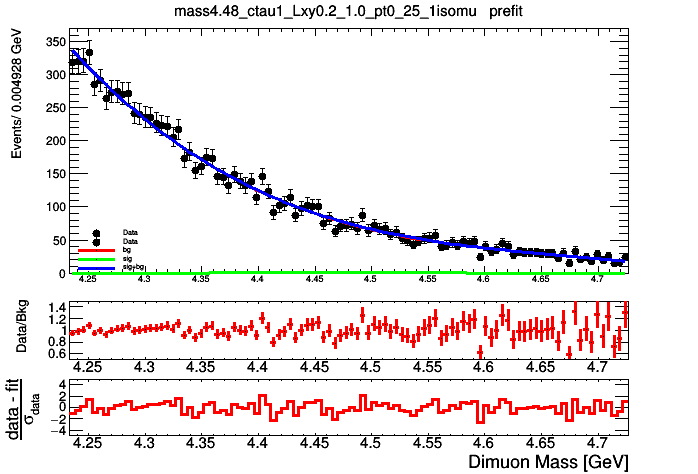 mass4.48_ctau1_Lxy0.2_1.0_pt0_25_1isomu prefit
Events/ 0.004928 GeV
350
300
250
200
150
100
50
0
Data
Data
bg
sig
sig+bg
4.25 4.3 4.35 4.4 4.45 4.5 4.55 4.6 4.65 4.7
Data/Bkg
1.4
1.2
1
0.8
0.6
4.25 4.3 4.35 4.4 4.45 4.5 4.55 4.6 4.65 4.7
data - fit
σdata
4
2
0
−2
−4
4.25 4.3 4.35 4.4 4.45 4.5 4.55 4.6 4.65 4.7
Dimuon Mass [GeV]